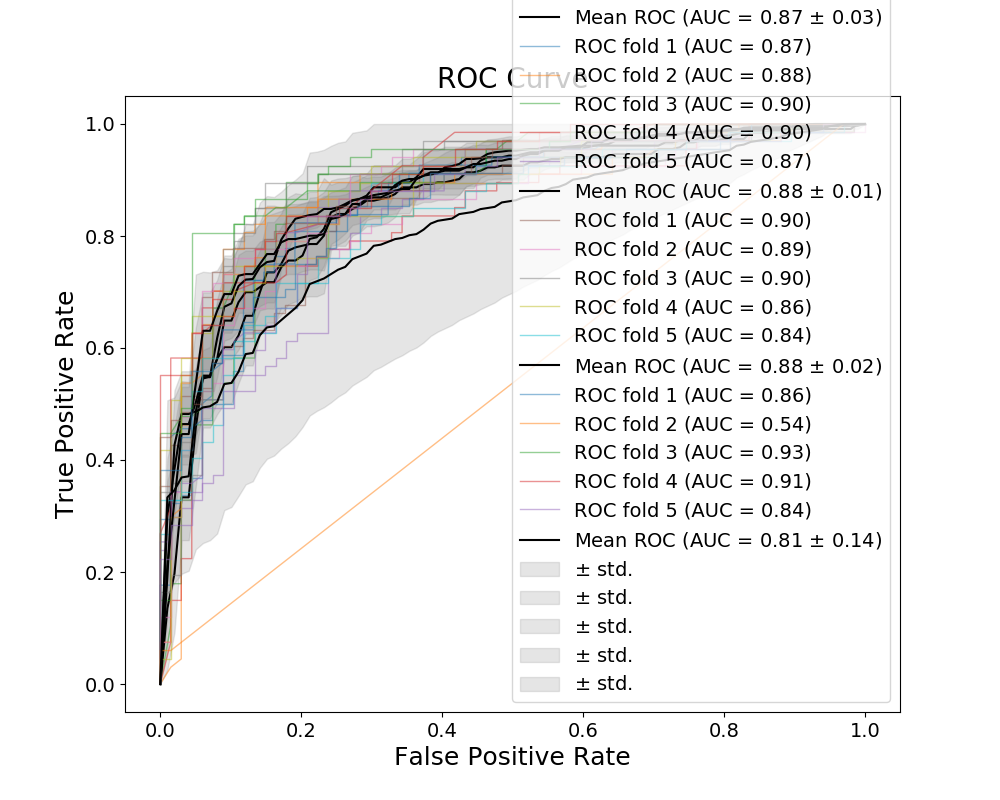 Mean ROC (AUC = 0.87 ± 0.03)
ROC fold 1 (AUC = 0.87)
ROC fold 2 (AUC = 0.88)
ROC fold 3 (AUC = 0.90)
ROC fold 4 (AUC = 0.90)
ROC fold 5 (AUC = 0.87)
Mean ROC (AUC = 0.88 ± 0.01)
ROC fold 1 (AUC = 0.90)
ROC fold 2 (AUC = 0.89)
ROC fold 3 (AUC = 0.90)
ROC fold 4 (AUC = 0.86)
ROC fold 5 (AUC = 0.84)
Mean ROC (AUC = 0.88 ± 0.02)
ROC fold 1 (AUC = 0.86)
ROC fold 2 (AUC = 0.54)
ROC fold 3 (AUC = 0.93)
ROC fold 4 (AUC = 0.91)
ROC fold 5 (AUC = 0.84)
Mean ROC (AUC = 0.81 ± 0.14)
± std.
± std.
± std.
± std.
± std.
ROC Curve
True Positive Rate
1.0
0.8
0.6
0.4
0.2
0.0
0.0 0.2 0.4 0.6 0.8 1.0
False Positive Rate